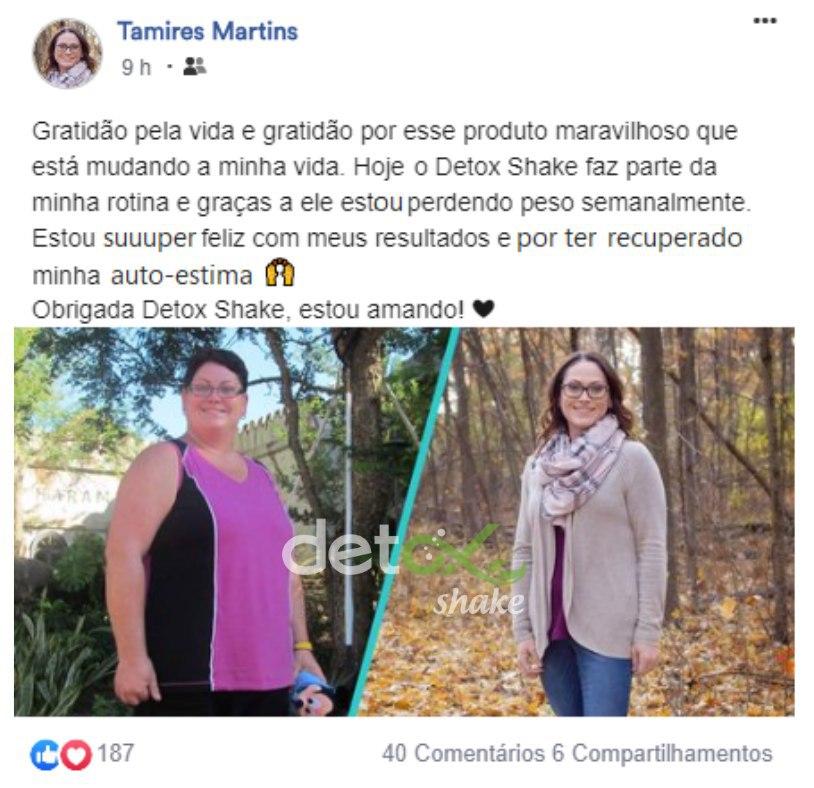 Tamires Martins
9 h
Gratidão pela vida e gratidão por esse produto maravilhoso que
está mudando a minha vida. Hoje o Detox Shake faz parte da
minha rotina e graças a ele estou perdendo peso semanalmente.
Estou suuuper feliz com meus resultados e por ter recuperado
minha auto-estima
Obrigada Detox Shake, estou amando!
detox
shake
187
40 Comentários 6 Compartilhamentos